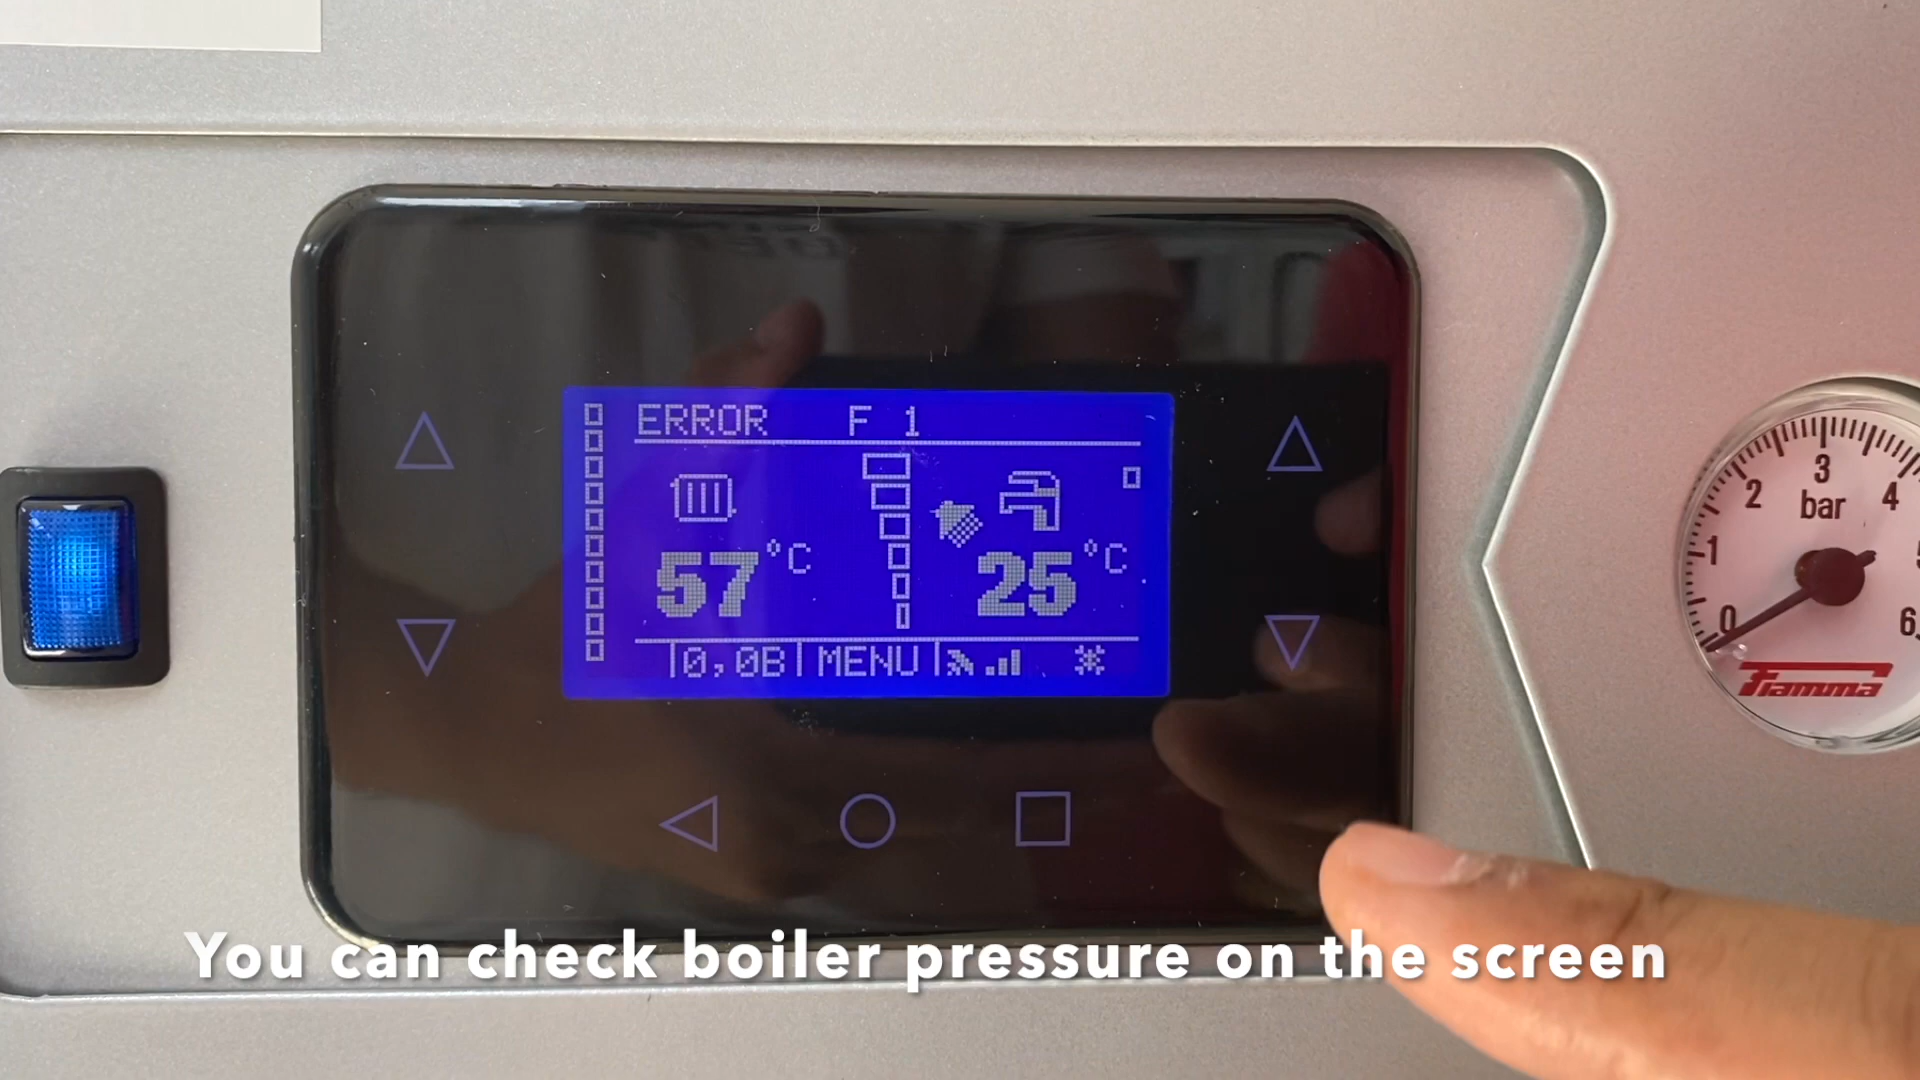 ERROR F 1
57 °C 25 °C
0,0B MENU
0 1 2 3 4 5 6
bar
Fiamma
You can check boiler pressure on the screen